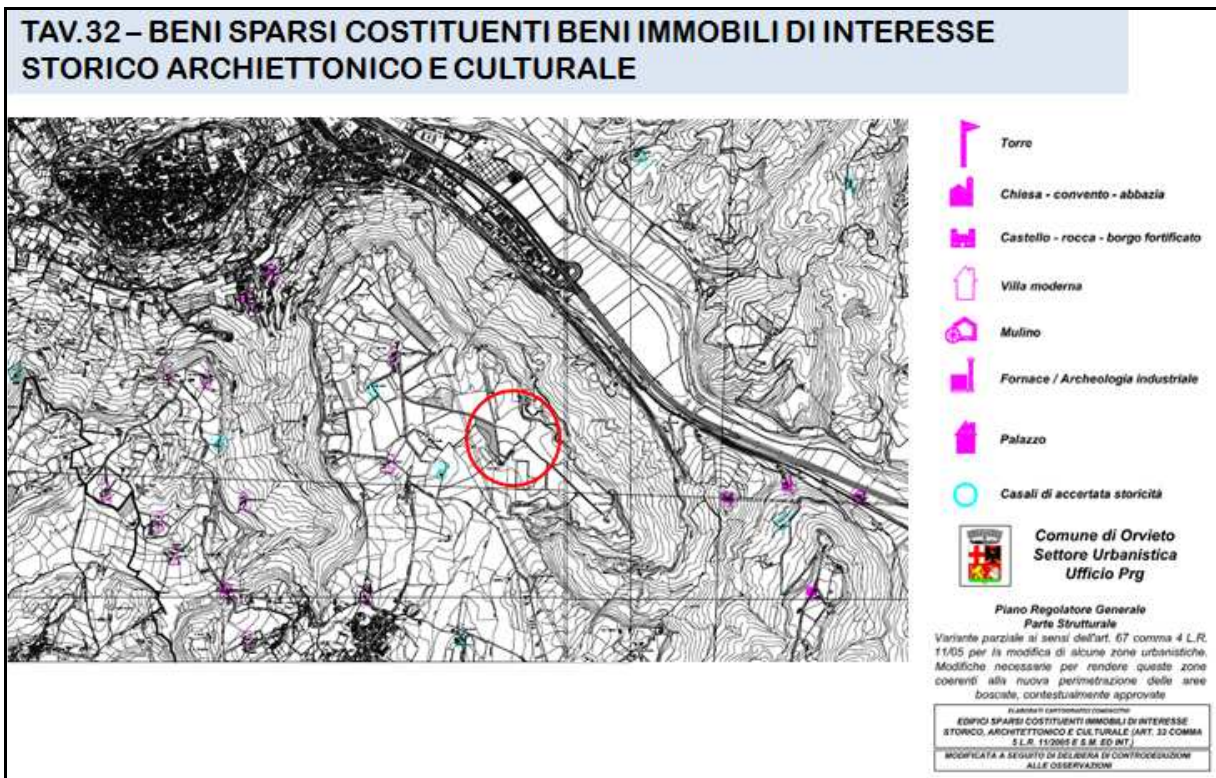 TAV.32 – BENI SPARSI COSTITUENTI BENI IMMOBILI DI INTERESSE
STORICO ARCHIETTONICO E CULTURALE
Torre
Chiesa - convento - abbazia
Castello - rocca - borgo fortificato
Villa moderna
Mulino
Fornace / Archeologia industriale
Palazzo
Casali di accertata storicità
Comune di Orvieto
Settore Urbanistica
Ufficio Prg
Piano Regolatore Generale
Parte Strutturale
Variante parziale ai sensi dell'art. 67 comma 4 L.R.
11/05 per la modifica di alcune zone urbanistiche.
Modifiche necessarie per rendere queste zone
coerenti alla nuova perimetrazione delle aree
boscate, contestualmente approvate
EDIFICI SPARSI COSTITUENTI IMMOBILI DI INTERESSE
STORICO, ARCHITETTONICO E CULTURALE (ART. 33 COMMA
5 L.R. 11/2005 E S.M. ED INT.)
MODIFICATA A SEGUITO DI DELIBERA DI CONTRODEDUZIONI
ALLE OSSERVAZIONI